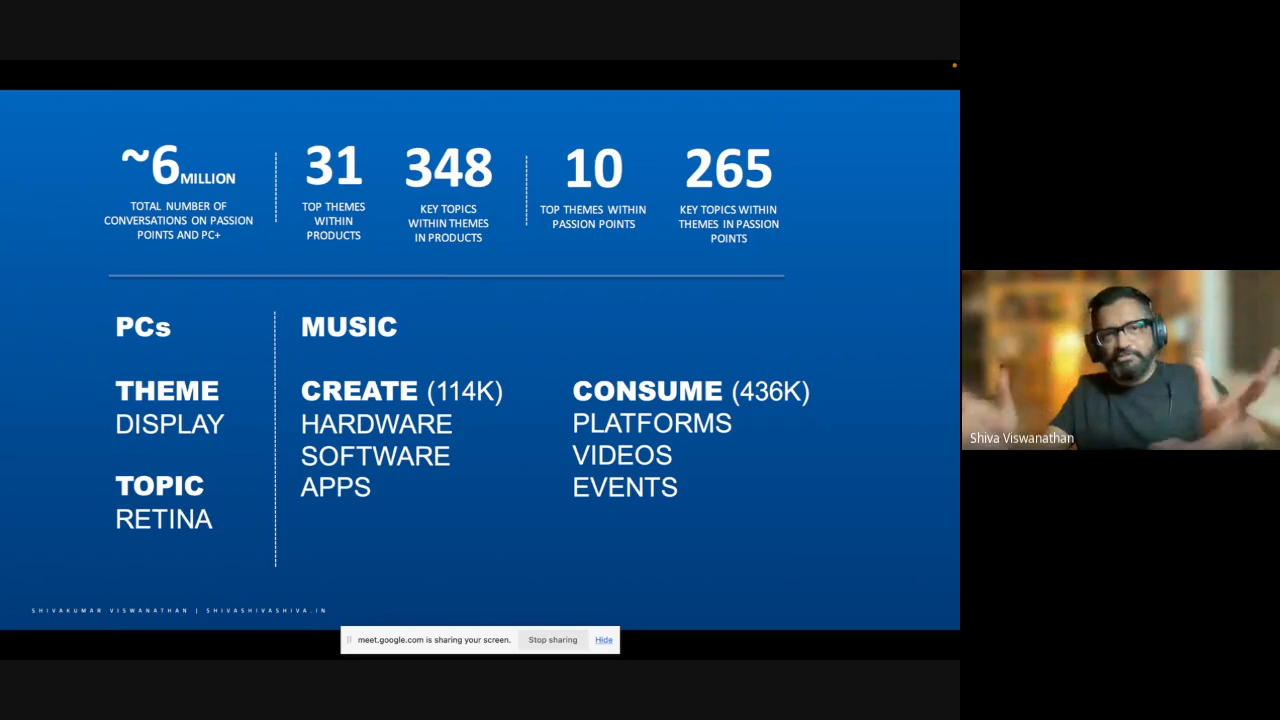 ~6 MILLION
TOTAL NUMBER OF
CONVERSATIONS ON PASSION
POINTS AND PC+
31
TOP THEMES
WITHIN
PRODUCTS
348
KEY TOPICS
WITHIN THEMES
IN PRODUCTS
10
TOP THEMES WITHIN
PASSION POINTS
265
KEY TOPICS WITHIN
THEMES IN PASSION
POINTS
PCs
THEME
DISPLAY
TOPIC
RETINA
MUSIC
CREATE (114K)
HARDWARE
SOFTWARE
APPS
CONSUME (436K)
PLATFORMS
VIDEOS
EVENTS
SHIVAKUMAR VISWANATHAN | SHIVASHIVASHIVA.IN
meet.google.com is sharing your screen. Stop sharing Hide
Shiva Viswanathan